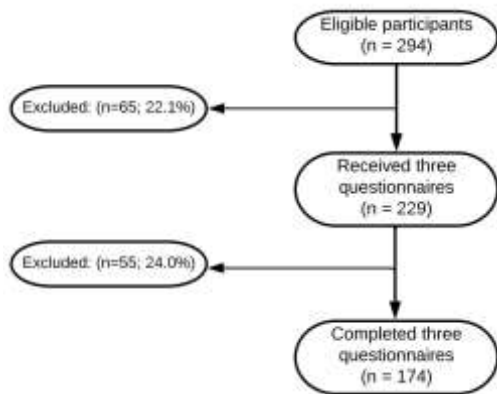 Eligible participants
(n = 294)
Excluded: (n=65; 22.1%)
Received three
questionnaires
(n = 229)
Excluded: (n=55; 24.0%)
Completed three
questionnaires
(n = 174)